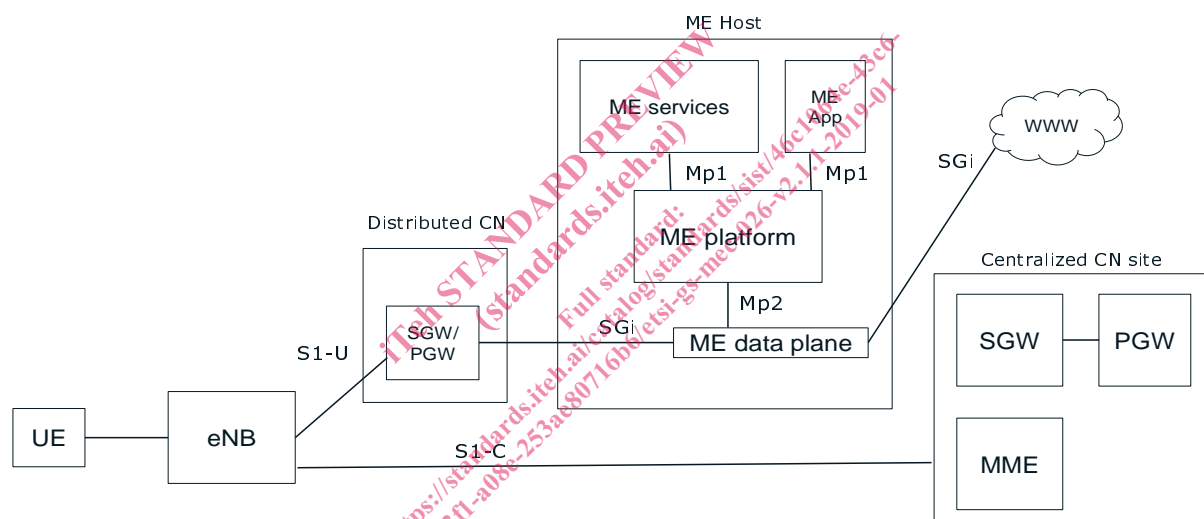 ME Host
ME services
ME
App
WWW
SGi
Mp1
Mp1
Distributed CN
ME platform
Centralized CN site
Mp2
SGW/
PGW
SGi
ME data plane
SGW
PGW
S1-U
UE
eNB
S1-C
MME
iTeh STANDARD PREVIEW
(standards.iteh.ai)
Full standard: